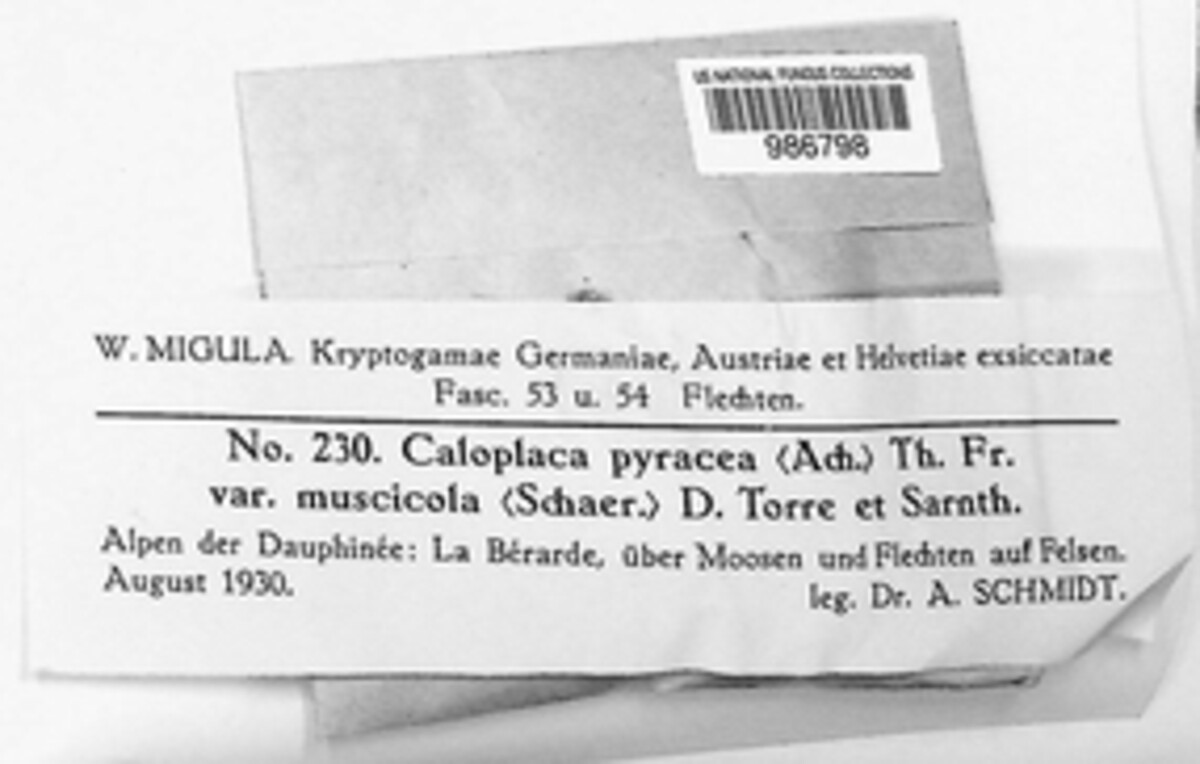 US NATIONAL FUNGUS COLLECTIONS
986798
W. MIGULA. Kryptogamae Germaniae, Austriae et Helvetiae exsiccatae
Fasc. 53 u. 54 Flechten.
No. 230. Caloplaca pyracea (Ach.) Th. Fr.
var. muscicola (Schaer.) D. Torre et Sarnth.
Alpen der Dauphinée: La Bérarde, über Moosen und Flechten auf Felsen.
August 1930.
leg. Dr. A. SCHMIDT.